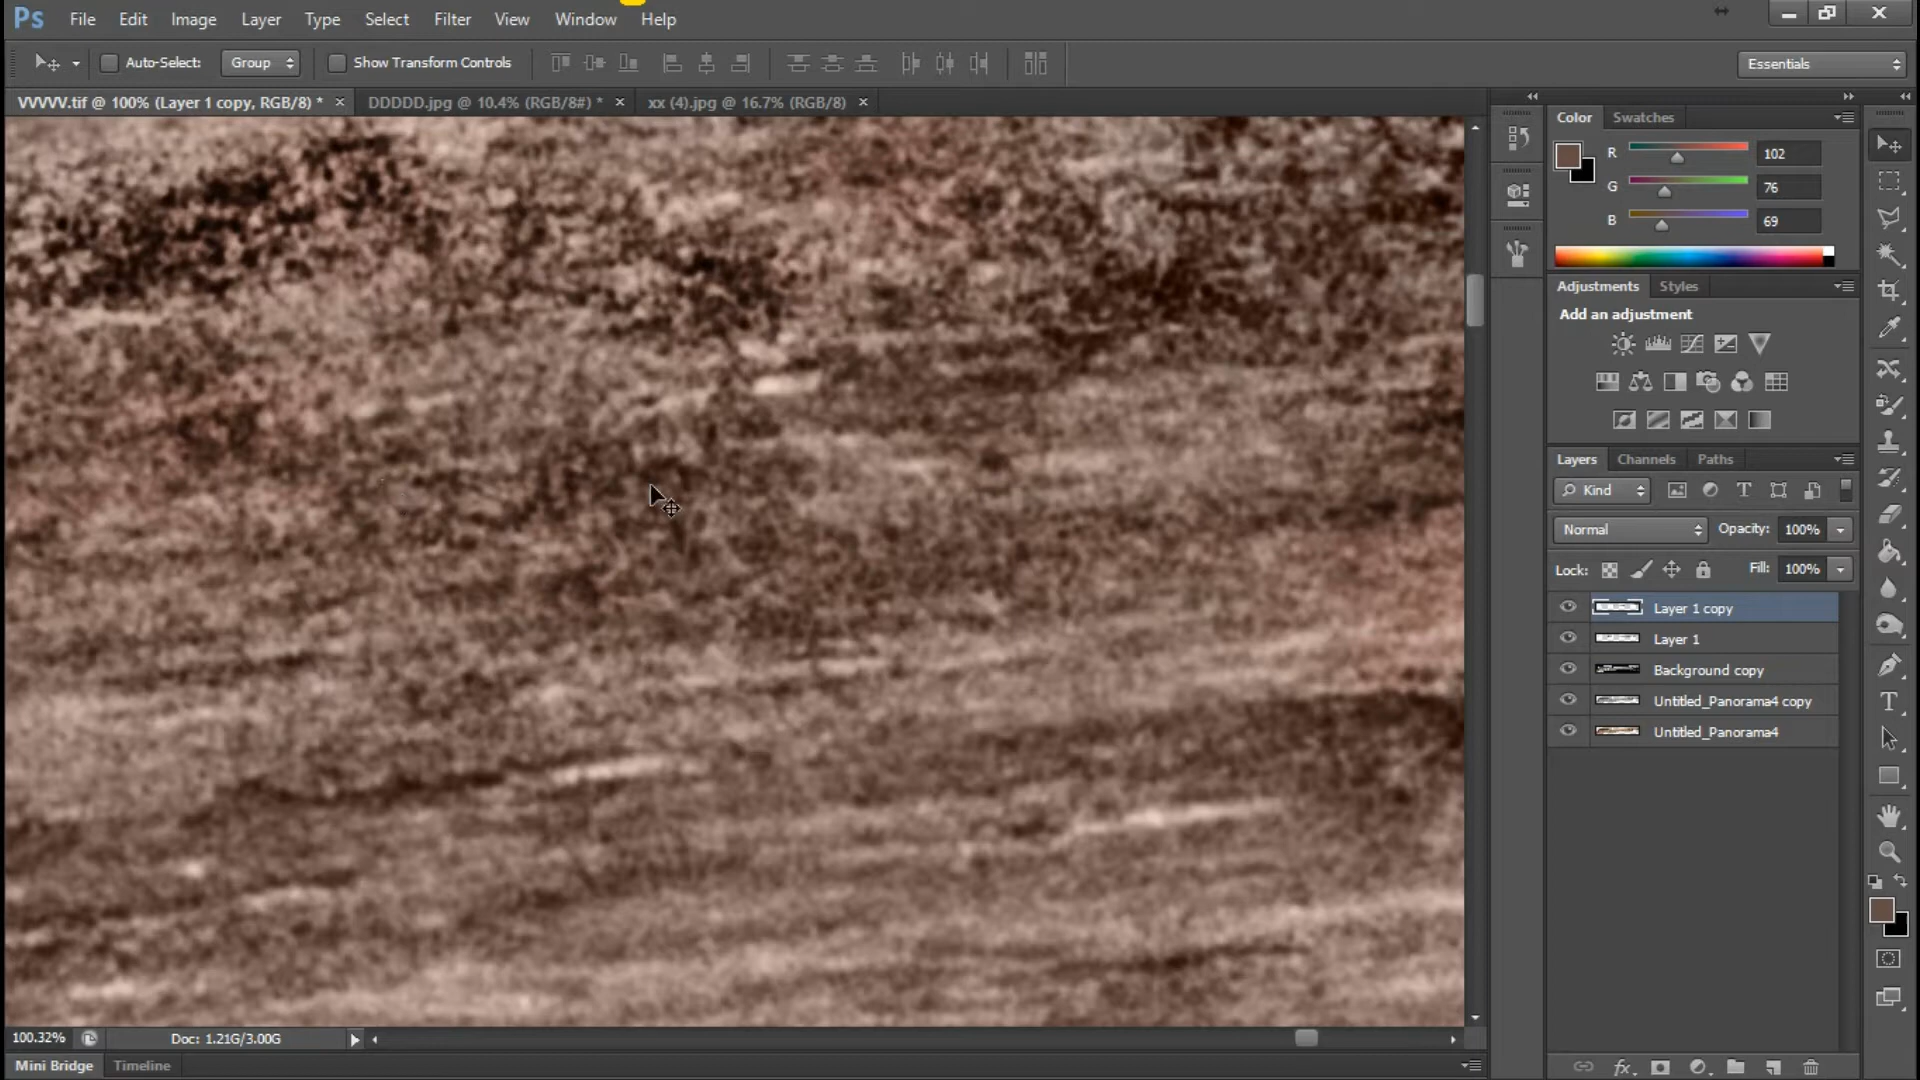 Ps File Edit Image Layer Type Select Filter View Window Help
Auto-Select: Group Show Transform Controls Essentials
VVVVV.tif @ 100% (Layer 1 copy, RGB/8) * × DDDDD.jpg @ 10.4% (RGB/8#) * × xx (4).jpg @ 16.7% (RGB/8) ×
Color Swatches
R 102
G 76
B 69
Adjustments Styles
Add an adjustment
Layers Channels Paths
Kind
Normal Opacity: 100%
Lock: Fill: 100%
Layer 1 copy
Layer 1
Background copy
Untitled_Panorama4 copy
Untitled_Panorama4
100.32% Doc: 1.21G/3.00G
Mini Bridge Timeline